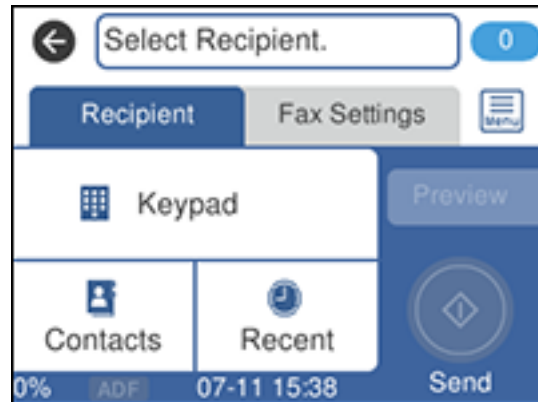 Select Recipient.
0
Recipient
Fax Settings
Menu
Keypad
Preview
Contacts
Recent
0%
ADF
07-11 15:38
Send